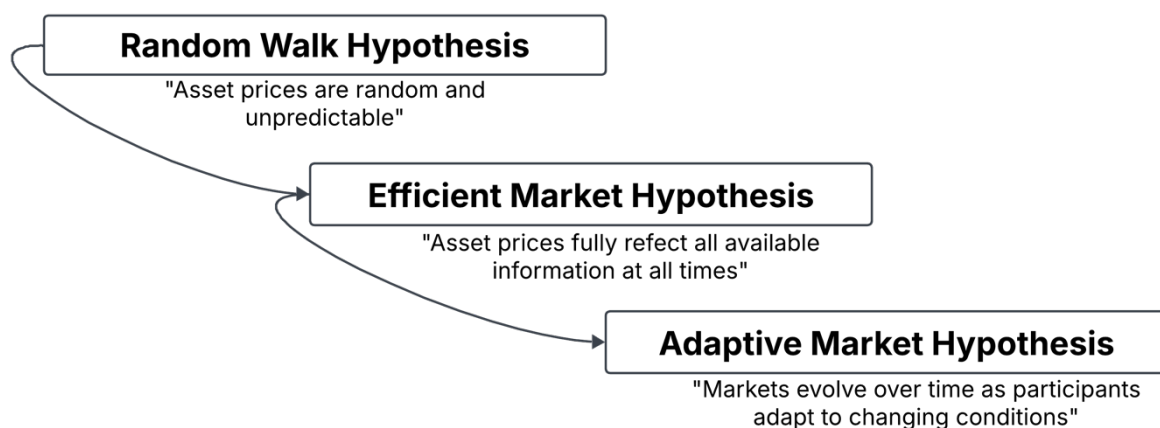 Random Walk Hypothesis
"Asset prices are random and
unpredictable"
Efficient Market Hypothesis
"Asset prices fully refect all available
information at all times"
Adaptive Market Hypothesis
"Markets evolve over time as participants
adapt to changing conditions"